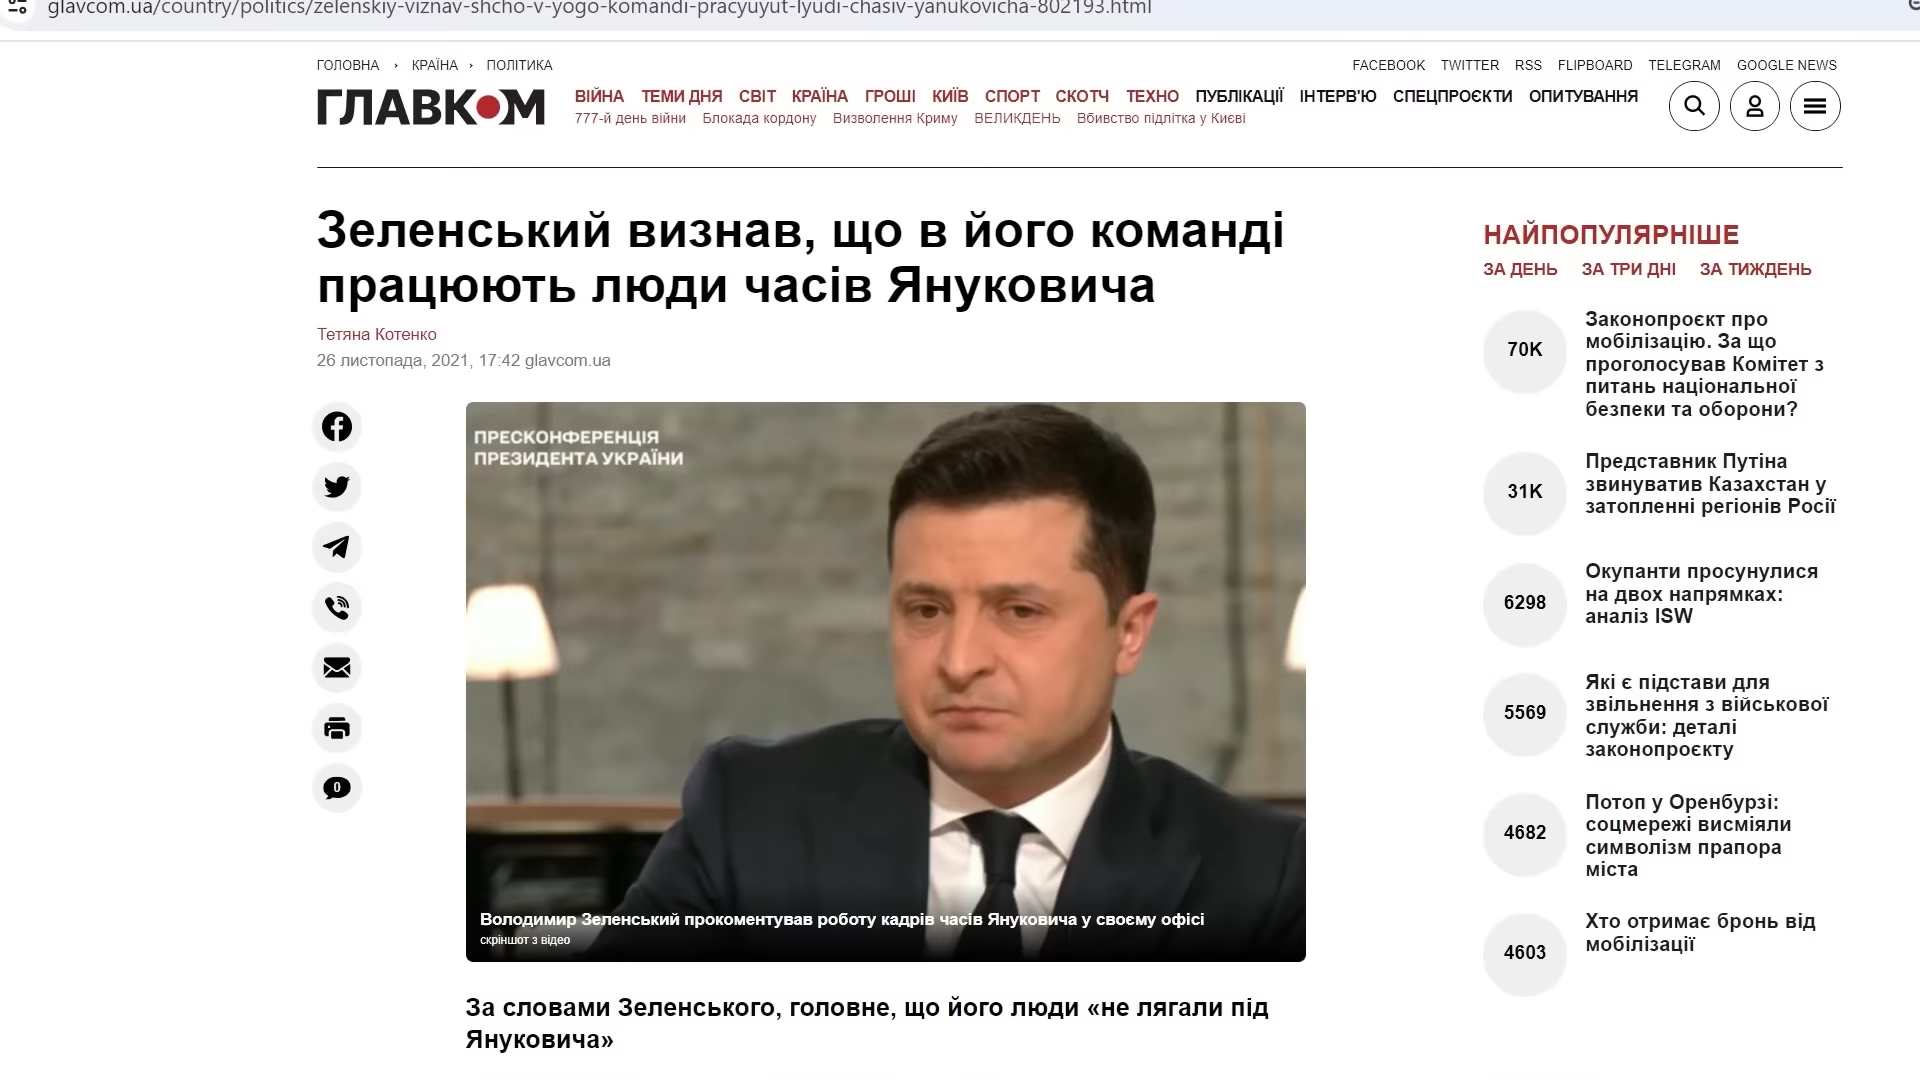 glavcom.ua/country/politics/zelenskiy-viznav-shcho-v-yogo-komandi-pracyuyut-lyudi-chasiv-yanukovicha-802193.html
ГОЛОВНА › КРАЇНА › ПОЛІТИКА
FACEBOOK TWITTER RSS FLIPBOARD TELEGRAM GOOGLE NEWS
ГЛАВКОМ
ВІЙНА ТЕМИ ДНЯ СВІТ КРАЇНА ГРОШІ КИЇВ СПОРТ СКОТЧ ТЕХНО ПУБЛІКАЦІЇ ІНТЕРВ'Ю СПЕЦПРОЄКТИ ОПИТУВАННЯ
777-й день війни Блокада кордону Визволення Криму ВЕЛИКДЕНЬ Вбивство підлітка у Києві
Зеленський визнав, що в його команді
працюють люди часів Януковича
Тетяна Котенко
26 листопада, 2021, 17:42 glavcom.ua
ПРЕСКОНФЕРЕНЦІЯ
ПРЕЗИДЕНТА УКРАЇНИ
0
Володимир Зеленський прокоментував роботу кадрів часів Януковича у своєму офісі
скріншот з відео
За словами Зеленського, головне, що його люди «не лягали під
Януковича»
НАЙПОПУЛЯРНІШЕ
ЗА ДЕНЬ ЗА ТРИ ДНІ ЗА ТИЖДЕНЬ
70K
Законопроєкт про
мобілізацію. За що
проголосував Комітет з
питань національної
безпеки та оборони?
31K
Представник Путіна
звинуватив Казахстан у
затопленні регіонів Росії
6298
Окупанти просунулися
на двох напрямках:
аналіз ISW
5569
Які є підстави для
звільнення з військової
служби: деталі
законопроєкту
4682
Потоп у Оренбурзі:
соцмережі висміяли
символізм прапора
міста
4603
Хто отримає бронь від
мобілізації